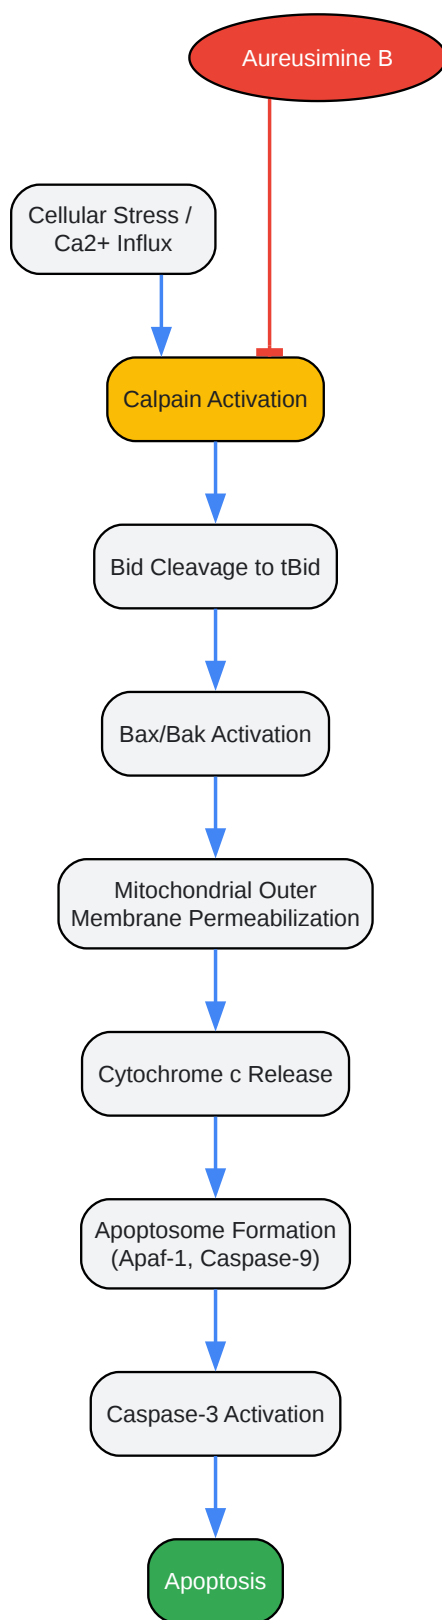 Aureusimine B
Cellular Stress /
Ca2+ Influx
Calpain Activation
Bid Cleavage to tBid
Bax/Bak Activation
Mitochondrial Outer
Membrane Permeabilization
Cytochrome c Release
Apoptosome Formation
(Apaf-1, Caspase-9)
Caspase-3 Activation
Apoptosis